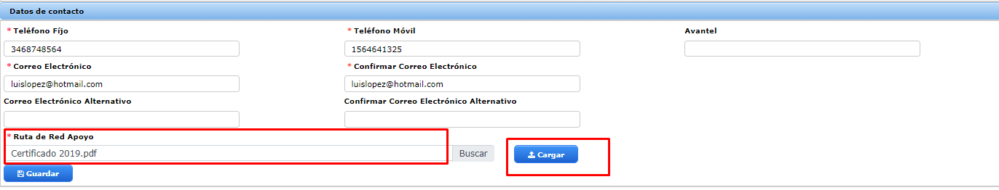 Datos de contacto
* Teléfono Fíjo * Teléfono Móvil Avantel
3468748564 1564641325
* Correo Electrónico * Confirmar Correo Electrónico
luislopez@hotmail.com luislopez@hotmail.com
Correo Electrónico Alternativo Confirmar Correo Electrónico Alternativo
* Ruta de Red Apoyo
Certificado 2019.pdf Buscar Cargar
Guardar